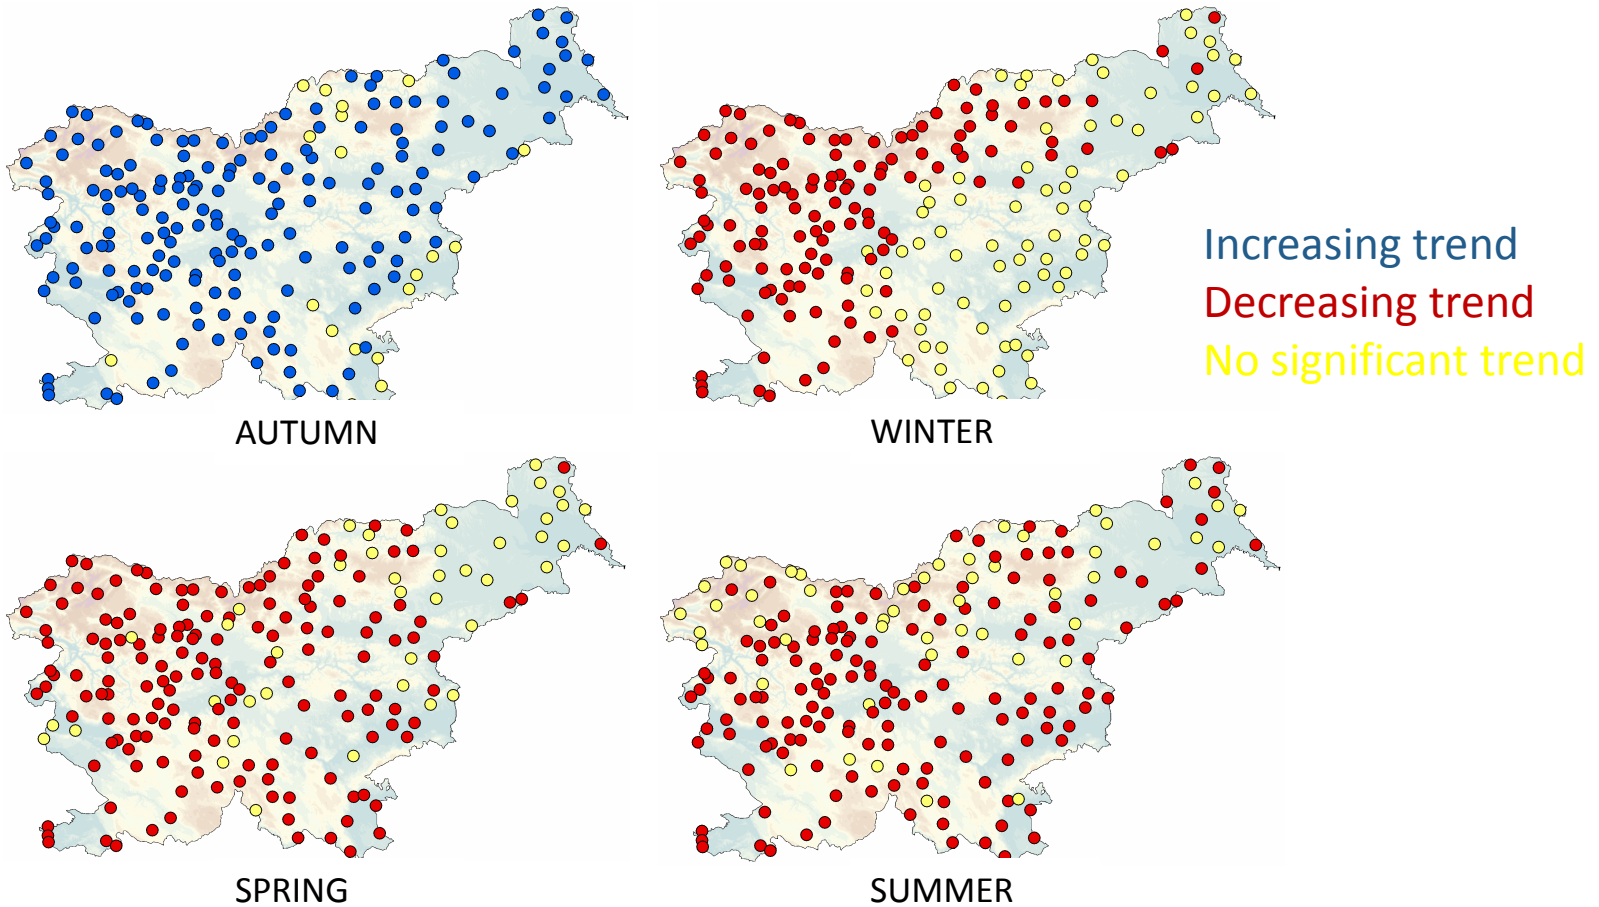 Increasing trend
Decreasing trend
No significant trend
AUTUMN
WINTER
SPRING
SUMMER